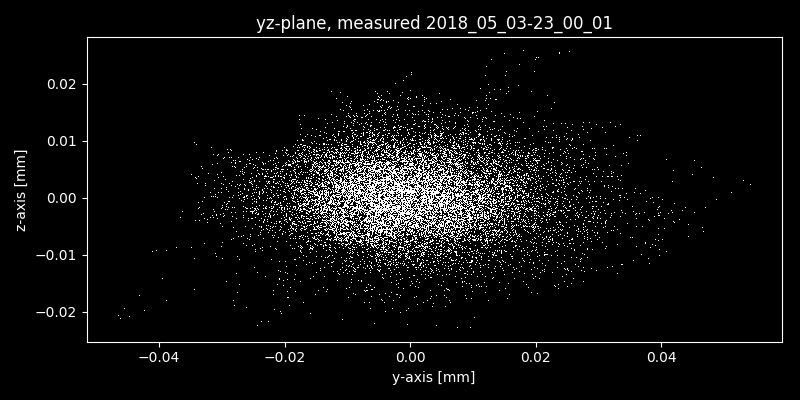 yz-plane, measured 2018_05_03-23_00_01
0.02
0.01
0.00
−0.01
−0.02
z-axis [mm]
−0.04 −0.02 0.00 0.02 0.04
y-axis [mm]